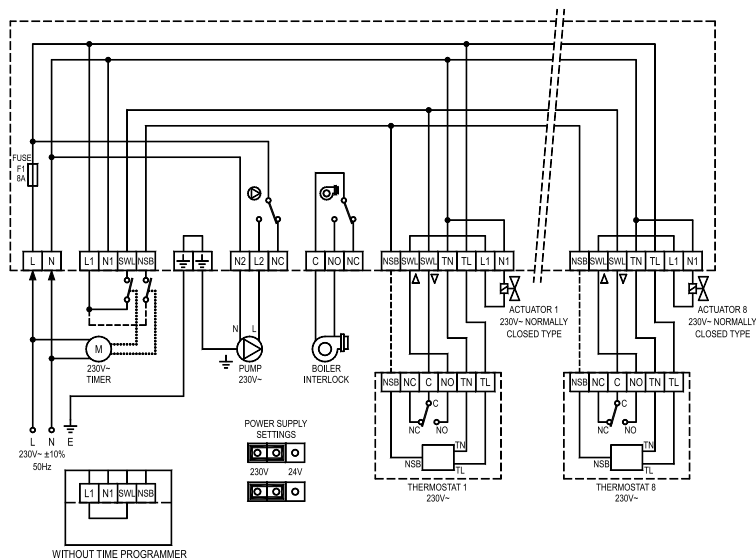 FUSE
F1
8A
L N
L1 N1 SWL NSB
N2 L2 NC
C NO NC
NSB SWL SWL TN TL L1 N1
NSB SWL SWL TN TL L1 N1
ACTUATOR 1
230V~ NORMALLY
CLOSED TYPE
ACTUATOR 8
230V~ NORMALLY
CLOSED TYPE
N L
M
230V~
TIMER
PUMP
230V~
BOILER
INTERLOCK
NSB NC C NO TN TL
C
NC NO
TN
NSB
TL
THERMOSTAT 1
230V~
NSB NC C NO TN TL
C
NC NO
TN
NSB
TL
THERMOSTAT 8
230V~
L N E
230V~ ±10%
50Hz
POWER SUPPLY
SETTINGS
230V 24V
L1 N1 SWL NSB
WITHOUT TIME PROGRAMMER